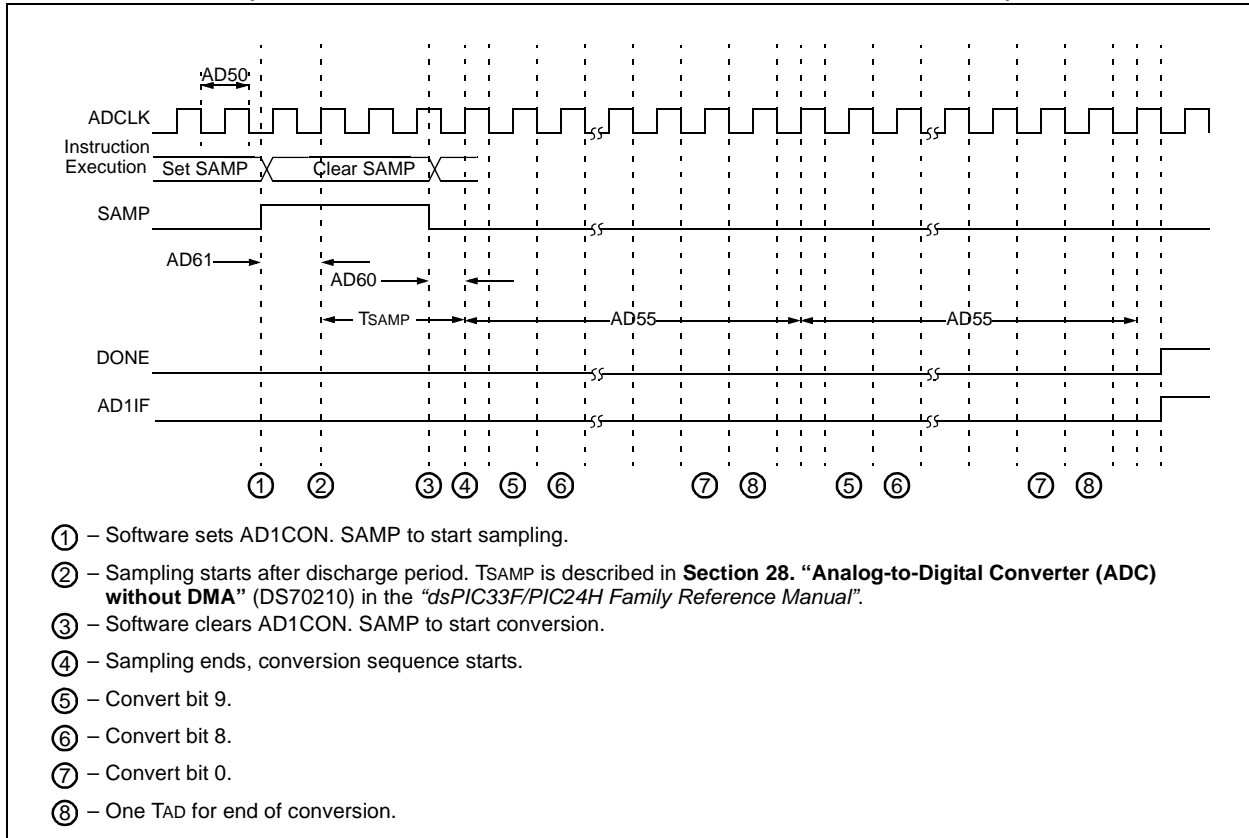 AD50
ADCLK
Instruction
Execution
Set SAMP
Clear SAMP
SAMP
AD61
AD60
TSAMP
AD55
AD55
DONE
AD1IF
1 2 3 4 5 6 7 8 5 6 7 8
1 – Software sets AD1CON. SAMP to start sampling.
2 – Sampling starts after discharge period. TSAMP is described in Section 28. “Analog-to-Digital Converter (ADC)
without DMA” (DS70210) in the “dsPIC33F/PIC24H Family Reference Manual”.
3 – Software clears AD1CON. SAMP to start conversion.
4 – Sampling ends, conversion sequence starts.
5 – Convert bit 9.
6 – Convert bit 8.
7 – Convert bit 0.
8 – One TAD for end of conversion.